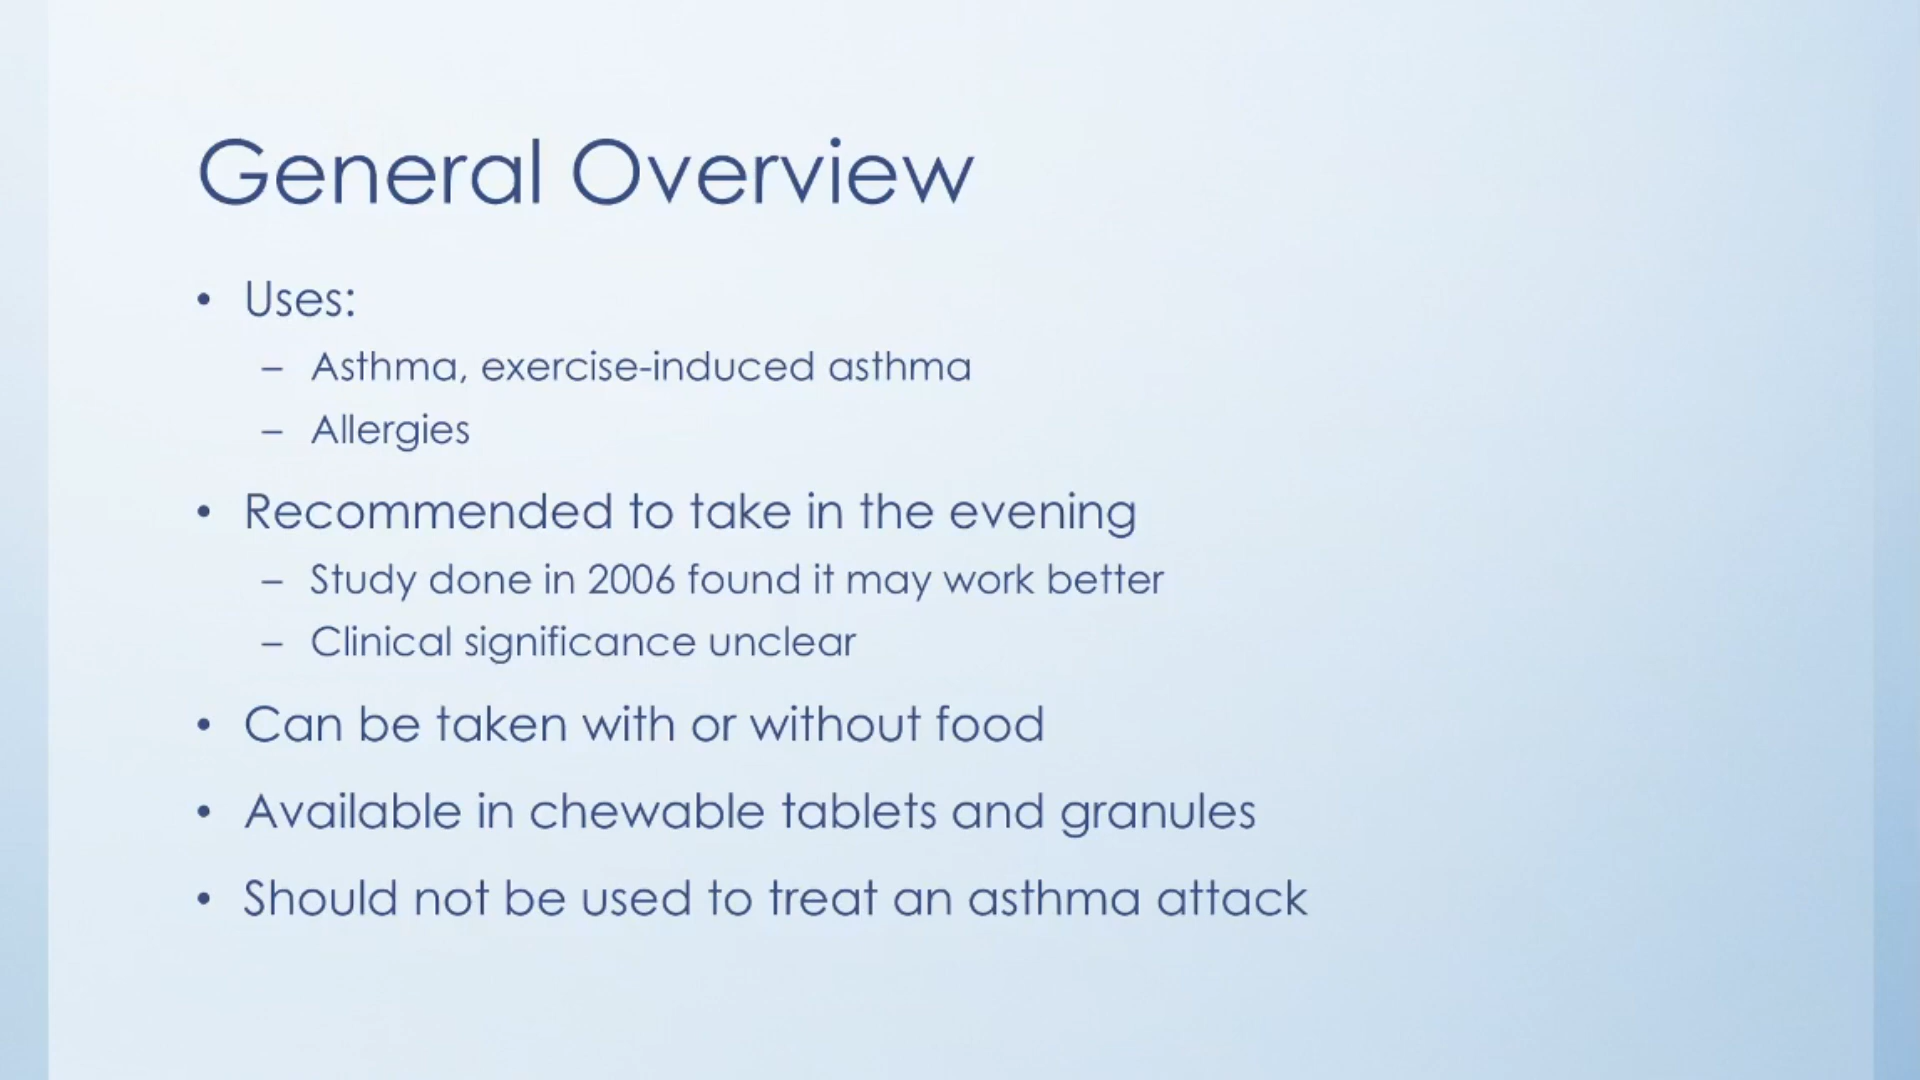 General Overview
• Uses:
– Asthma, exercise-induced asthma
– Allergies
• Recommended to take in the evening
– Study done in 2006 found it may work better
– Clinical significance unclear
• Can be taken with or without food
• Available in chewable tablets and granules
• Should not be used to treat an asthma attack